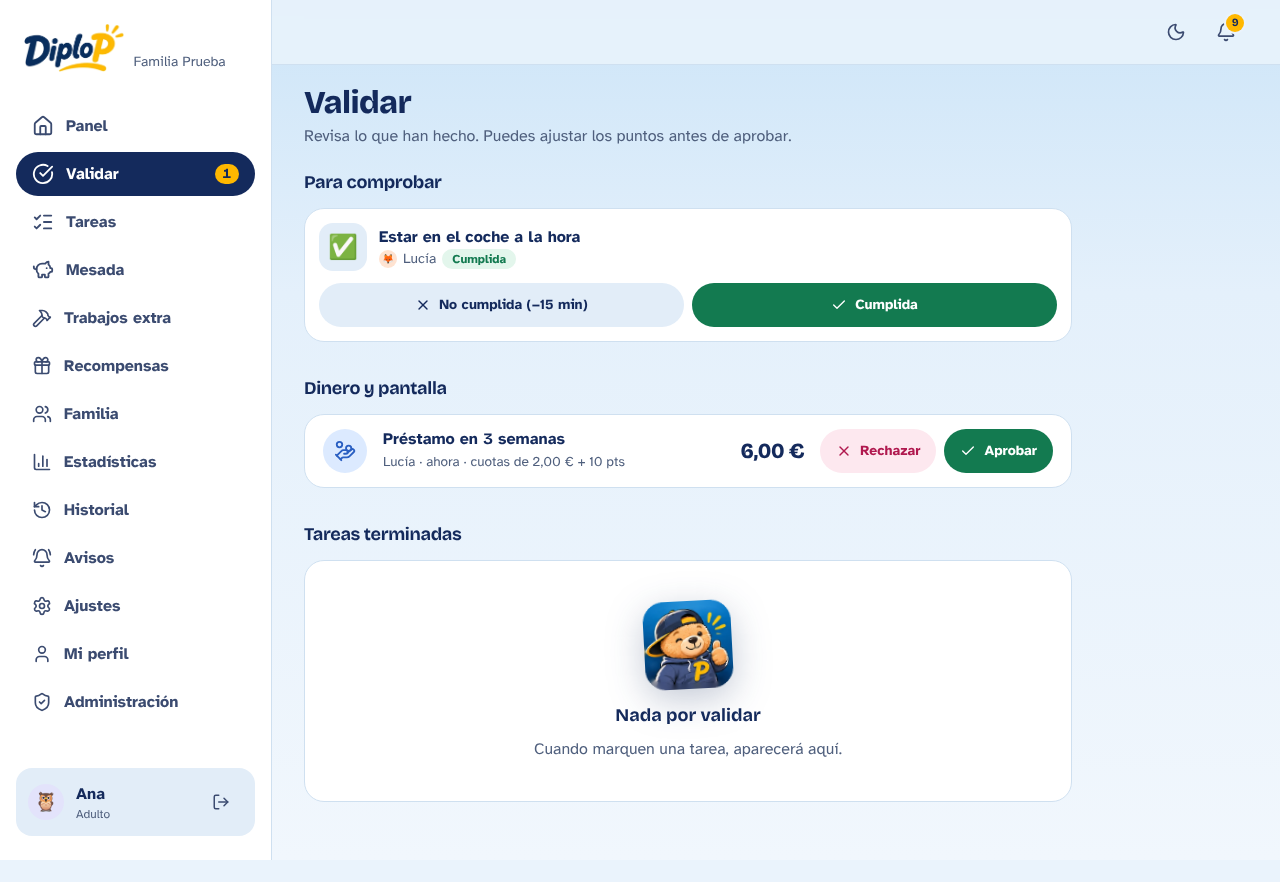 DiploP
Familia Prueba
9
Panel
Validar
1
Tareas
Mesada
Trabajos extra
Recompensas
Familia
Estadísticas
Historial
Avisos
Ajustes
Mi perfil
Administración
Ana
Adulto
Validar
Revisa lo que han hecho. Puedes ajustar los puntos antes de aprobar.
Para comprobar
Estar en el coche a la hora
Lucía Cumplida
No cumplida (−15 min)
Cumplida
Dinero y pantalla
Préstamo en 3 semanas
Lucía · ahora · cuotas de 2,00 € + 10 pts
6,00 €
Rechazar
Aprobar
Tareas terminadas
P
Nada por validar
Cuando marquen una tarea, aparecerá aquí.